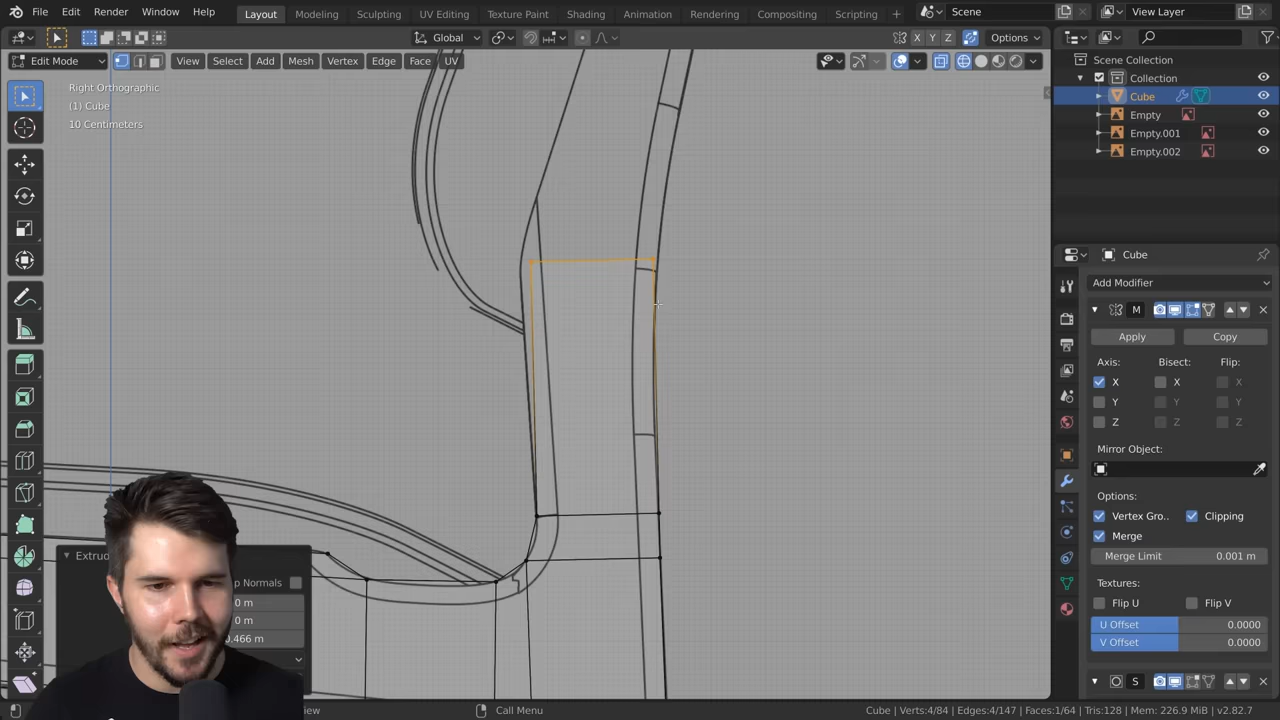 File Edit Render Window Help Layout Modeling Sculpting UV Editing Texture Paint Shading Animation Rendering Compositing Scripting + Scene View Layer
Global X Y Z Options
Edit Mode View Select Add Mesh Vertex Edge Face UV
Right Orthographic
(1) Cube
10 Centimeters
Scene Collection
Collection
Cube
Empty
Empty.001
Empty.002
Cube
Add Modifier
M
Apply Copy
Axis: Bisect: Flip:
X X X
Y Y Y
Z Z Z
Mirror Object:
Options:
Vertex Gro.. Clipping
Merge
Merge Limit 0.001 m
Textures:
Flip U Flip V
U Offset 0.0000
V Offset 0.0000
S
Extru
p Normals
0 m
0 m
0.466 m
iew Call Menu Cube | Verts:4/84 | Edges:4/147 | Faces:1/64 | Tris:128 | Mem: 226.9 MiB | v2.82.7